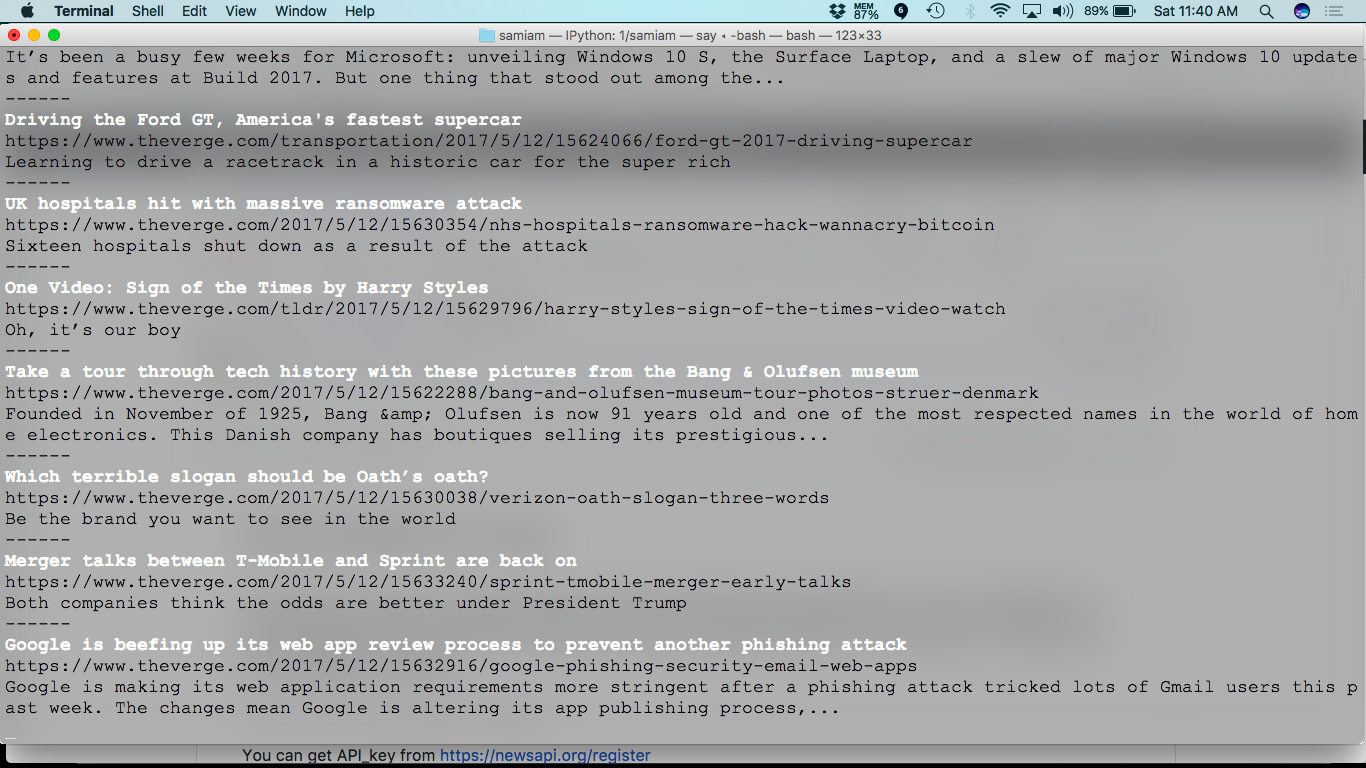 Terminal Shell Edit View Window Help MEM 87% 6 89% Sat 11:40 AM
samiam — IPython: 1/samiam — say ◂ -bash — bash — 123×33
It’s been a busy few weeks for Microsoft: unveiling Windows 10 S, the Surface Laptop, and a slew of major Windows 10 update
s and features at Build 2017. But one thing that stood out among the...
------
Driving the Ford GT, America's fastest supercar
https://www.theverge.com/transportation/2017/5/12/15624066/ford-gt-2017-driving-supercar
Learning to drive a racetrack in a historic car for the super rich
------
UK hospitals hit with massive ransomware attack
https://www.theverge.com/2017/5/12/15630354/nhs-hospitals-ransomware-hack-wannacry-bitcoin
Sixteen hospitals shut down as a result of the attack
------
One Video: Sign of the Times by Harry Styles
https://www.theverge.com/tldr/2017/5/12/15629796/harry-styles-sign-of-the-times-video-watch
Oh, it’s our boy
------
Take a tour through tech history with these pictures from the Bang & Olufsen museum
https://www.theverge.com/2017/5/12/15622288/bang-and-olufsen-museum-tour-photos-struer-denmark
Founded in November of 1925, Bang &amp; Olufsen is now 91 years old and one of the most respected names in the world of hom
e electronics. This Danish company has boutiques selling its prestigious...
------
Which terrible slogan should be Oath’s oath?
https://www.theverge.com/2017/5/12/15630038/verizon-oath-slogan-three-words
Be the brand you want to see in the world
------
Merger talks between T-Mobile and Sprint are back on
https://www.theverge.com/2017/5/12/15633240/sprint-tmobile-merger-early-talks
Both companies think the odds are better under President Trump
------
Google is beefing up its web app review process to prevent another phishing attack
https://www.theverge.com/2017/5/12/15632916/google-phishing-security-email-web-apps
Google is making its web application requirements more stringent after a phishing attack tricked lots of Gmail users this p
ast week. The changes mean Google is altering its app publishing process,...
You can get API_key from https://newsapi.org/register